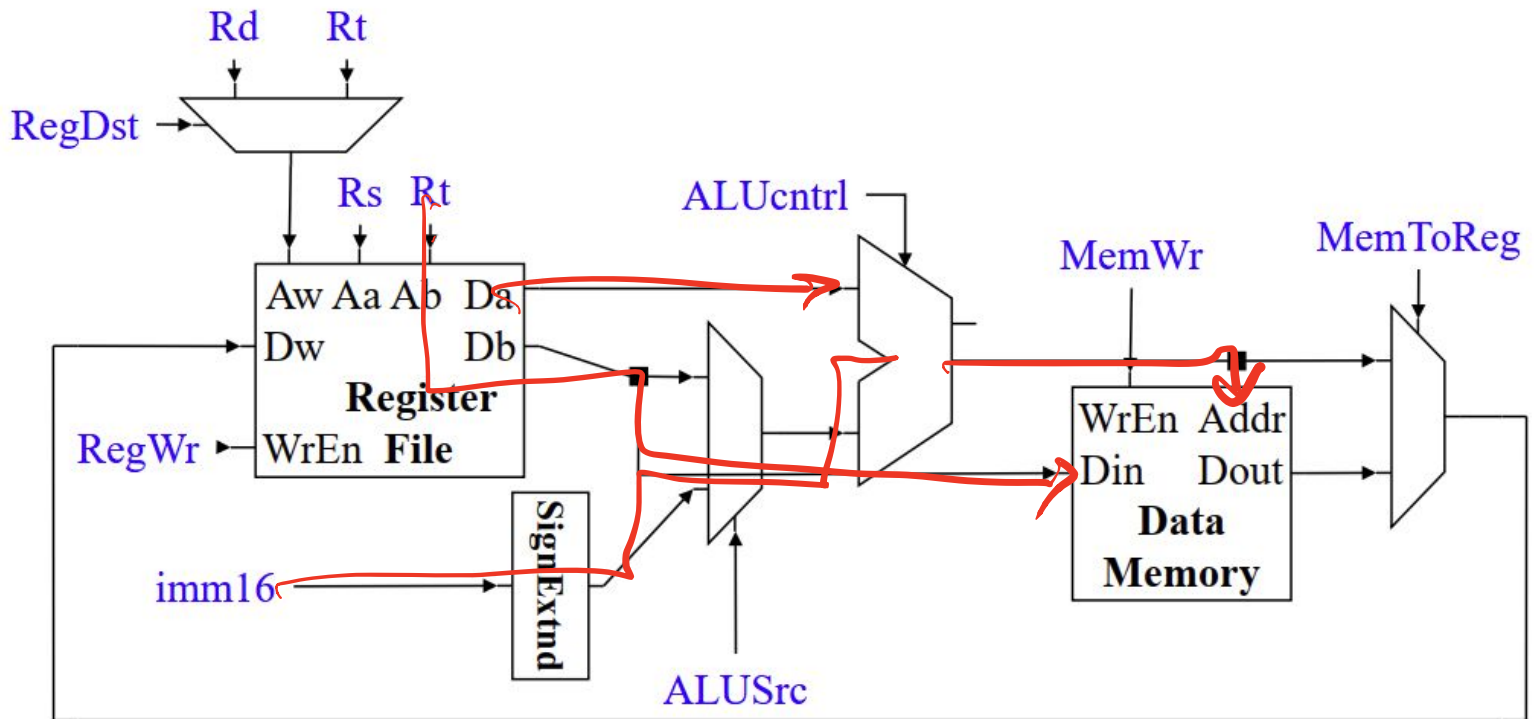 Rd Rt
RegDst
Rs Rt
ALUcntrl
MemWr
MemToReg
Aw Aa Ab Da
Dw Db
Register
File
RegWr
WrEn
WrEn Addr
Din Dout
Data
Memory
SignExtnd
imm16
ALUSrc